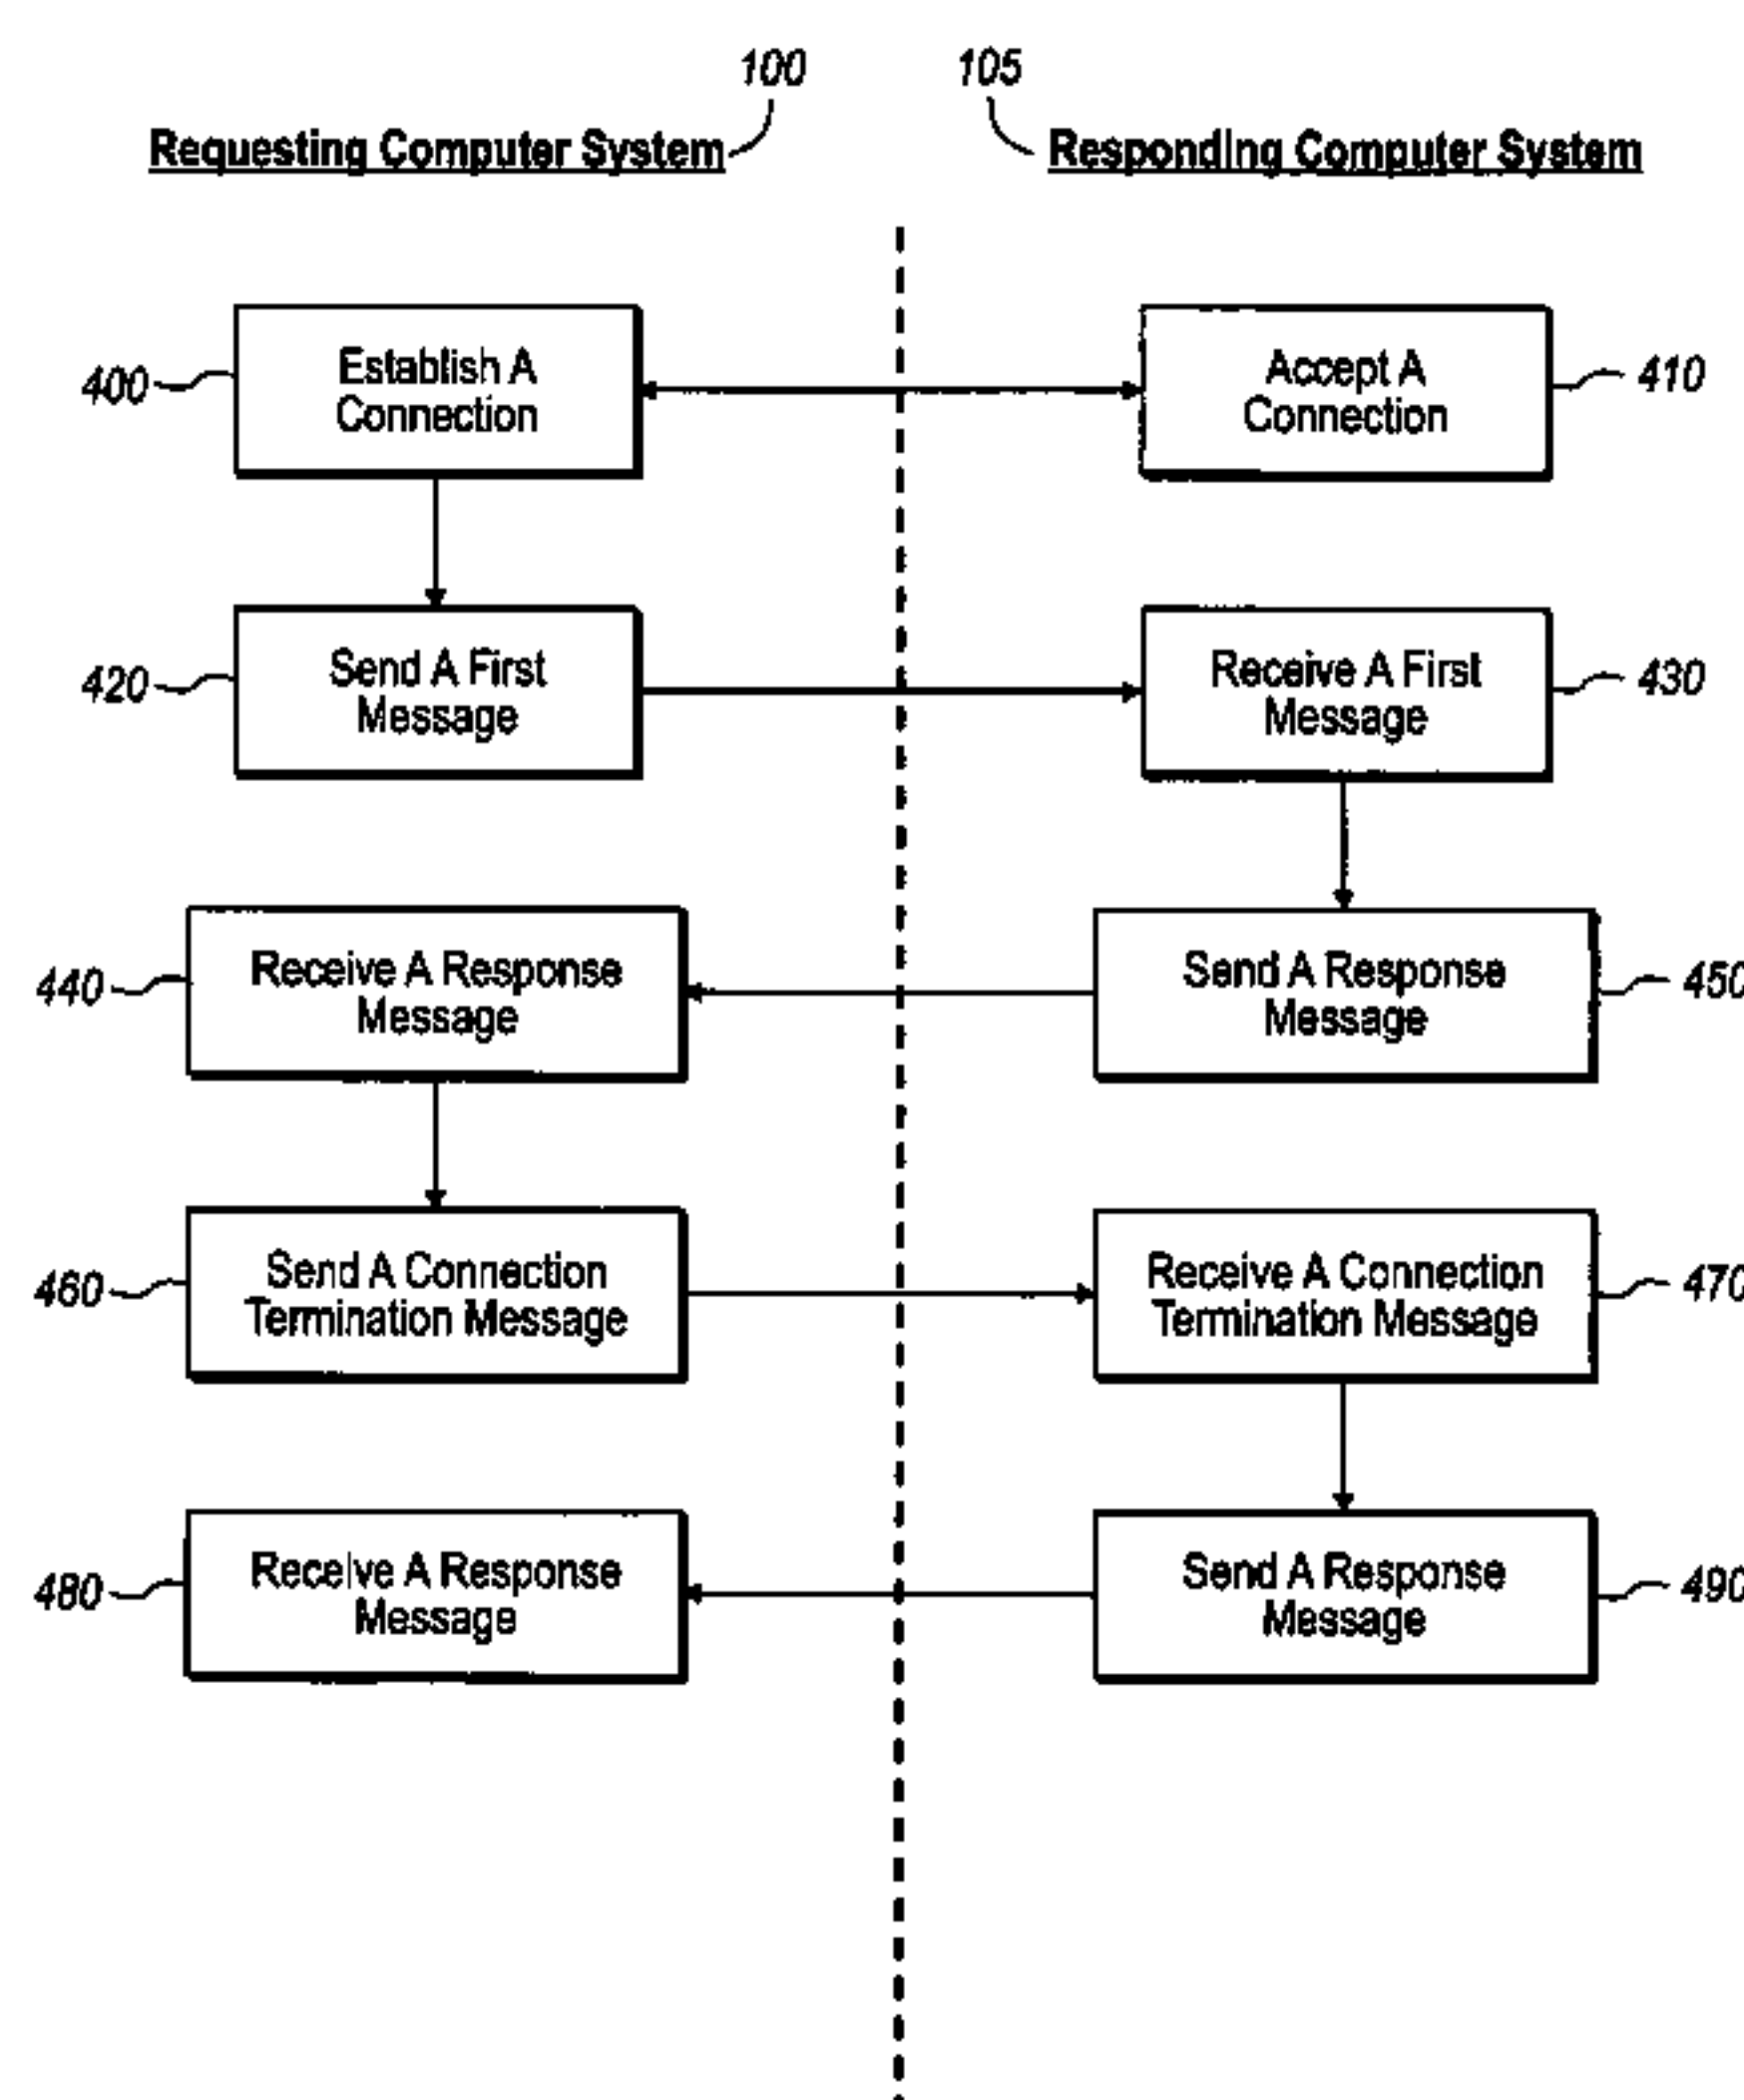 100
105
Requesting Computer System
Responding Computer System
Establish A
Connection
400
Accept A
Connection
410
Send A First
Message
420
Receive A First
Message
430
Receive A Response
Message
440
Send A Response
Message
450
Send A Connection
Termination Message
460
Receive A Connection
Termination Message
470
Receive A Response
Message
480
Send A Response
Message
490